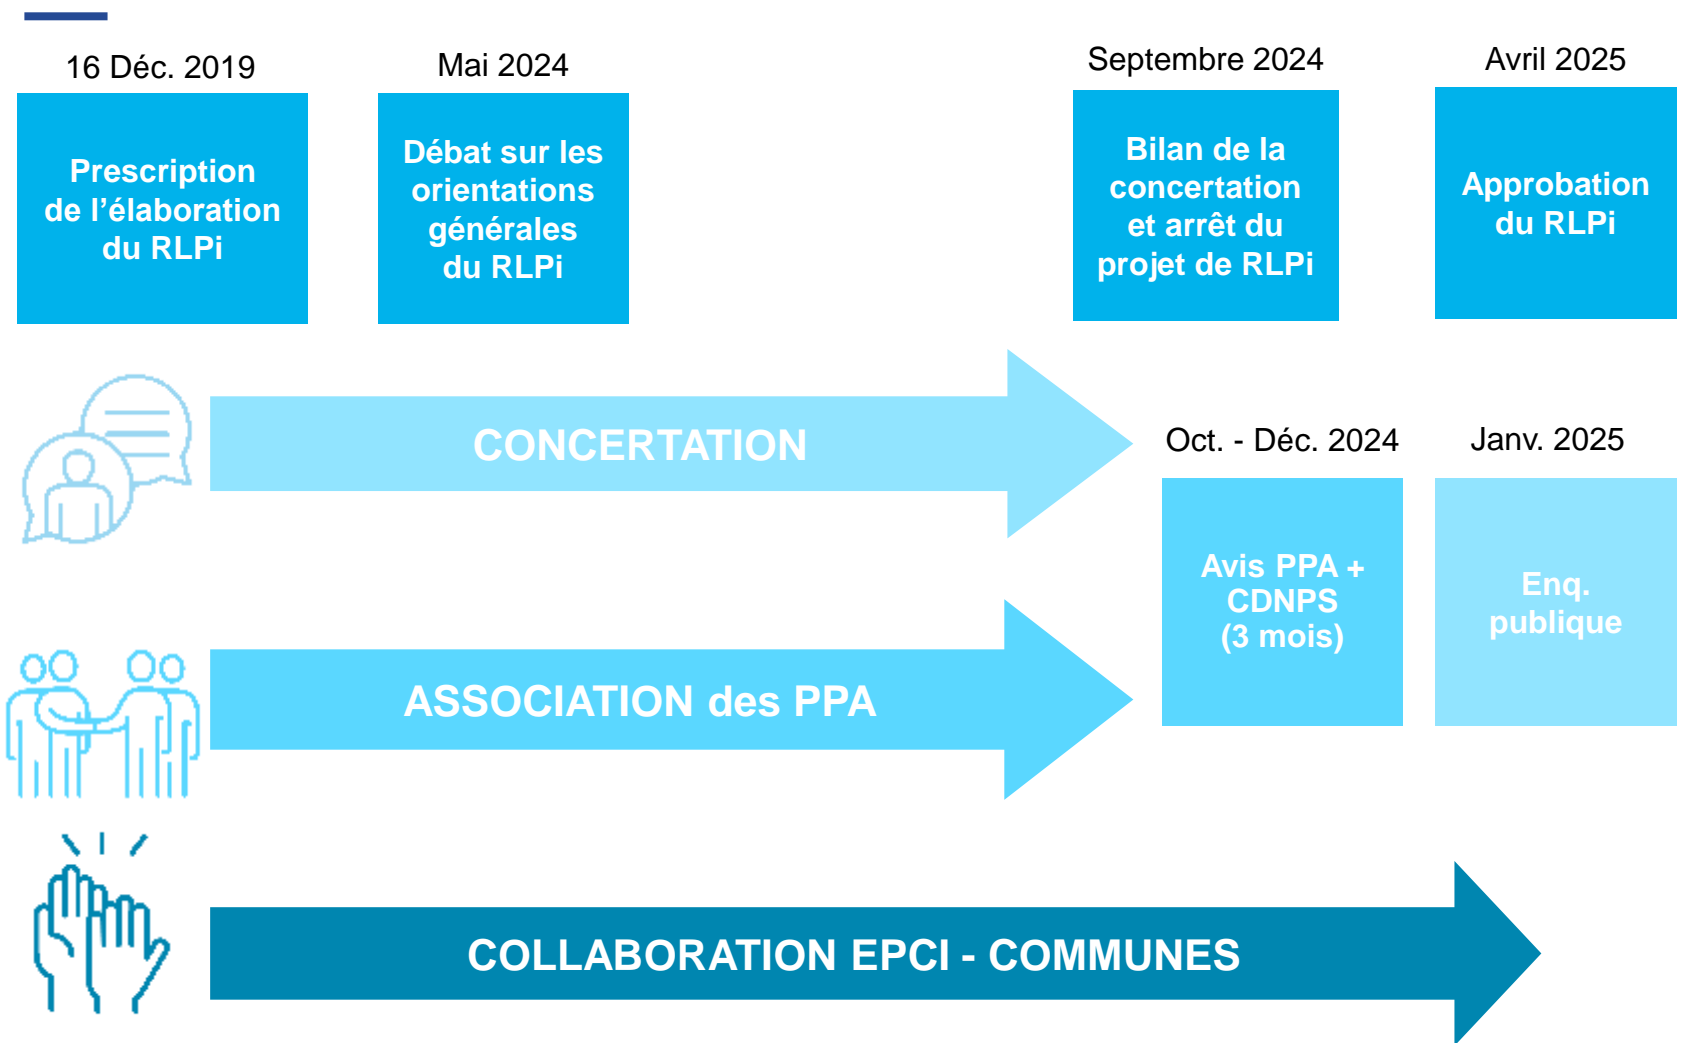 16 Déc. 2019
Prescription
de l’élaboration
du RLPi
Mai 2024
Débat sur les
orientations
générales
du RLPi
Septembre 2024
Bilan de la
concertation
et arrêt du
projet de RLPi
Avril 2025
Approbation
du RLPi
CONCERTATION
Oct. - Déc. 2024
Avis PPA +
CDNPS
(3 mois)
Janv. 2025
Enq.
publique
ASSOCIATION des PPA
COLLABORATION EPCI - COMMUNES